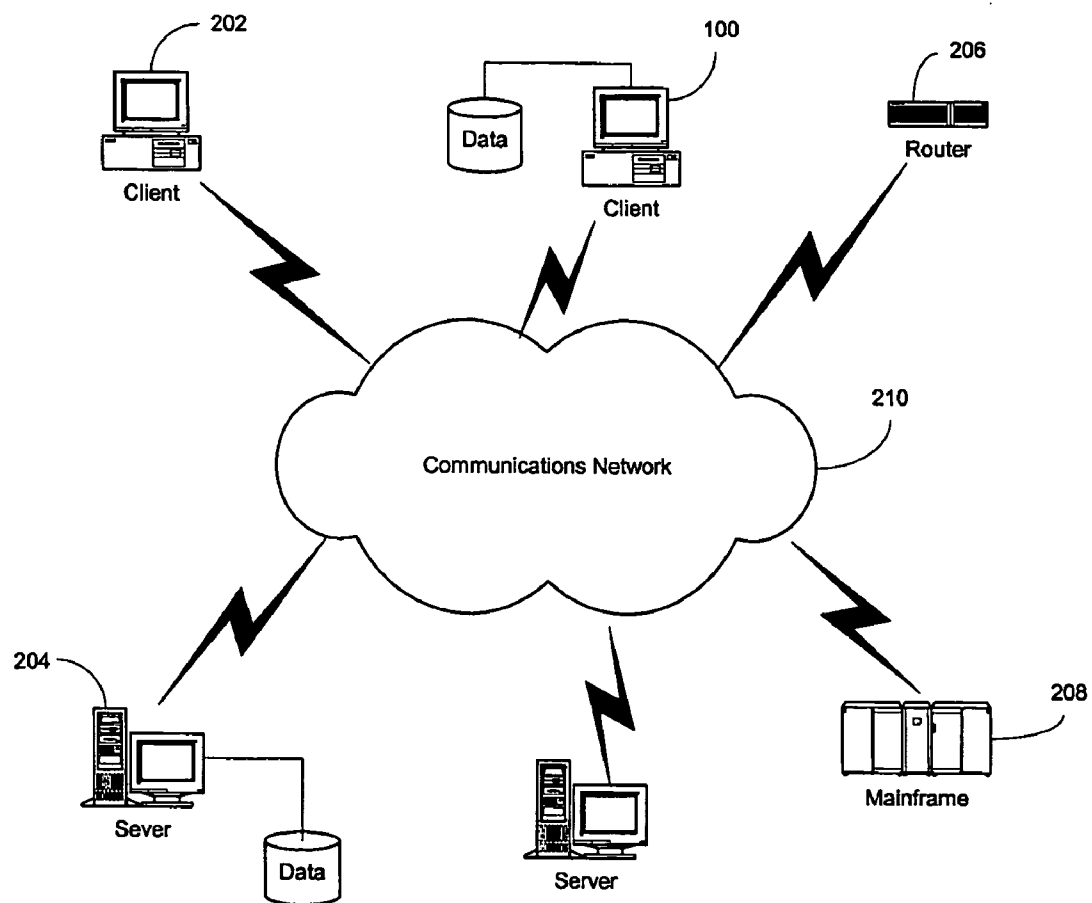 202
100
206
Data
Router
Client
Client
210
Communications Network
204
208
Sever
Mainframe
Data
Server